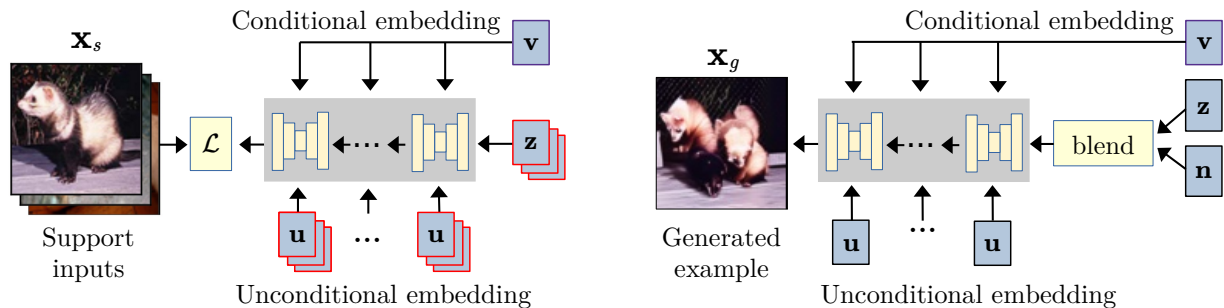 Conditional embedding
v
x_s
ℒ
...
z
u
...
u
Support
inputs
Unconditional embedding
Conditional embedding
v
x_g
...
blend
z
n
u
...
u
Generated
example
Unconditional embedding